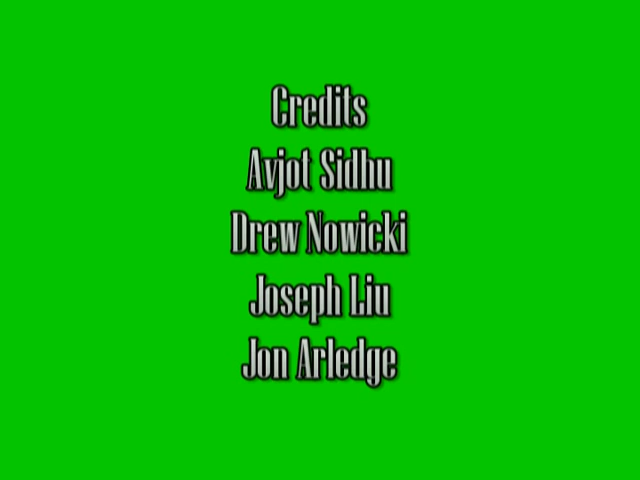 Credits
Avjot Sidhu
Drew Nowicki
Joseph Liu
Jon Arledge